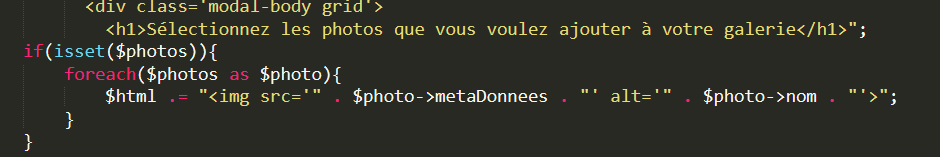 <div class='modal-body grid'>
<h1>Sélectionnez les photos que vous voulez ajouter à votre galerie</h1>";
if(isset($photos)){
foreach($photos as $photo){
$html .= "<img src='" . $photo->metaDonnees . "' alt='" . $photo->nom . "'>";
}
}